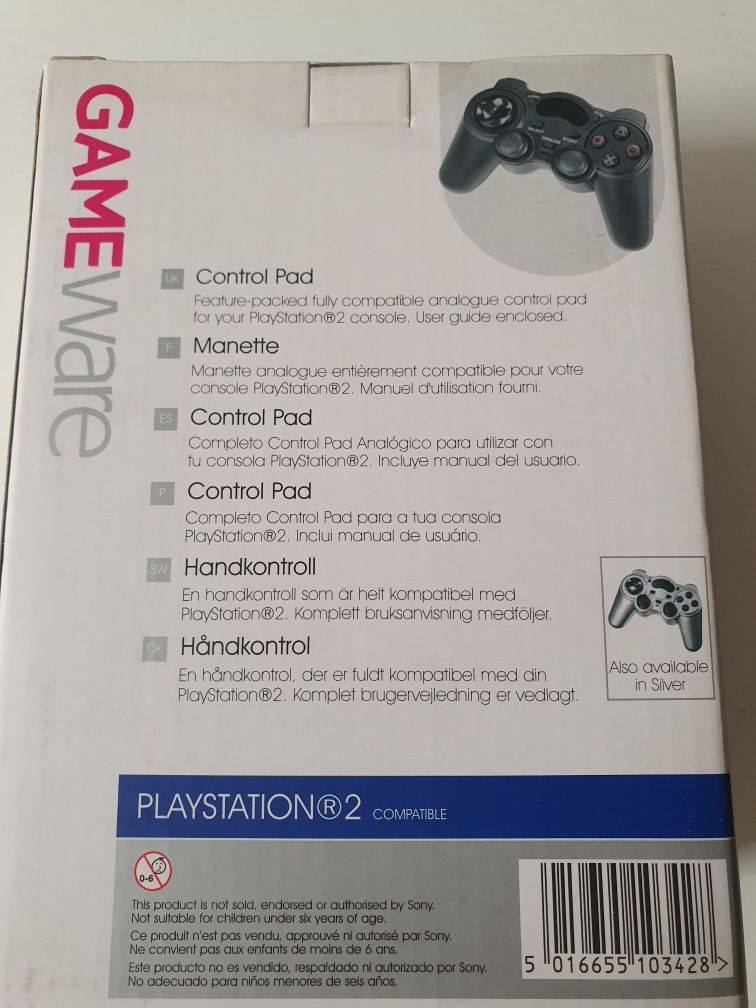 GAMEware
UK Control Pad
Feature-packed fully compatible analogue control pad
for your PlayStation®2 console. User guide enclosed.
F Manette
Manette analogue entièrement compatible pour votre
console PlayStation®2. Manuel d'utilisation fourni.
ES Control Pad
Completo Control Pad Analógico para utilizar con
tu consola PlayStation®2. Incluye manual del usuario.
P Control Pad
Completo Control Pad para a tua consola
PlayStation®2. Inclui manual de usuário.
SW Handkontroll
En handkontroll som är helt kompatibel med
PlayStation®2. Komplett bruksanvisning medföljer.
DK Håndkontrol
En håndkontrol, der er fuldt kompatibel med din
PlayStation®2. Komplet brugervejledning er vedlagt.
SELECT START
ANALOG
Also available
in Silver
PLAYSTATION®2 COMPATIBLE
0-6
This product is not sold, endorsed or authorised by Sony.
Not suitable for children under six years of age.
Ce produit n'est pas vendu, approuvé ni autorisé par Sony.
Ne convient pas aux enfants de moins de 6 ans.
Este producto no es vendido, respaldado ni autorizado por Sony.
No adecuado para niños menores de seis años.
5 016655 103428 >